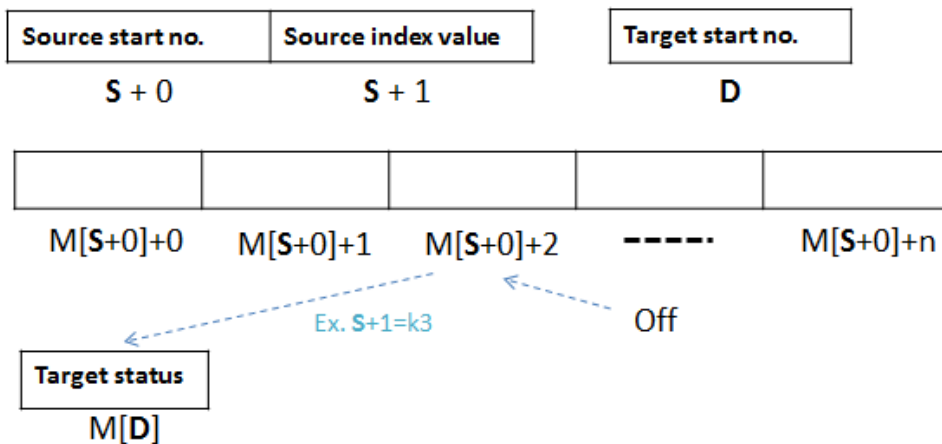 Source start no. Source index value Target start no.
S + 0 S + 1 D
M[S+0]+0 M[S+0]+1 M[S+0]+2 ----- M[S+0]+n
Ex. S+1=k3 Off
Target status
M[D]